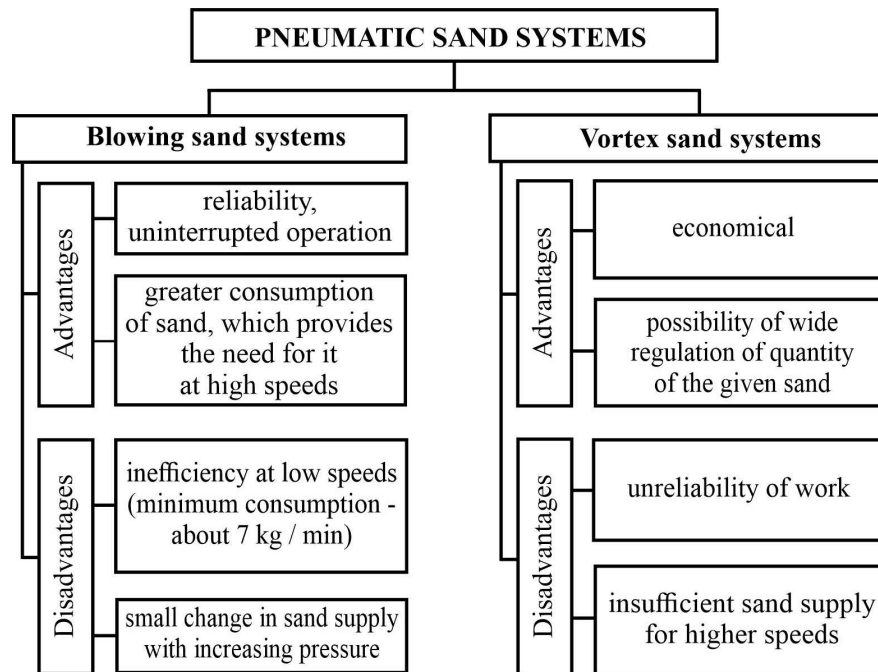 PNEUMATIC SAND SYSTEMS
Blowing sand systems
Advantages
reliability,
uninterrupted operation
greater consumption
of sand, which provides
the need for it
at high speeds
Disadvantages
inefficiency at low speeds
(minimum consumption -
about 7 kg / min)
small change in sand supply
with increasing pressure
Vortex sand systems
Advantages
economical
possibility of wide
regulation of quantity
of the given sand
Disadvantages
unreliability of work
insufficient sand supply
for higher speeds